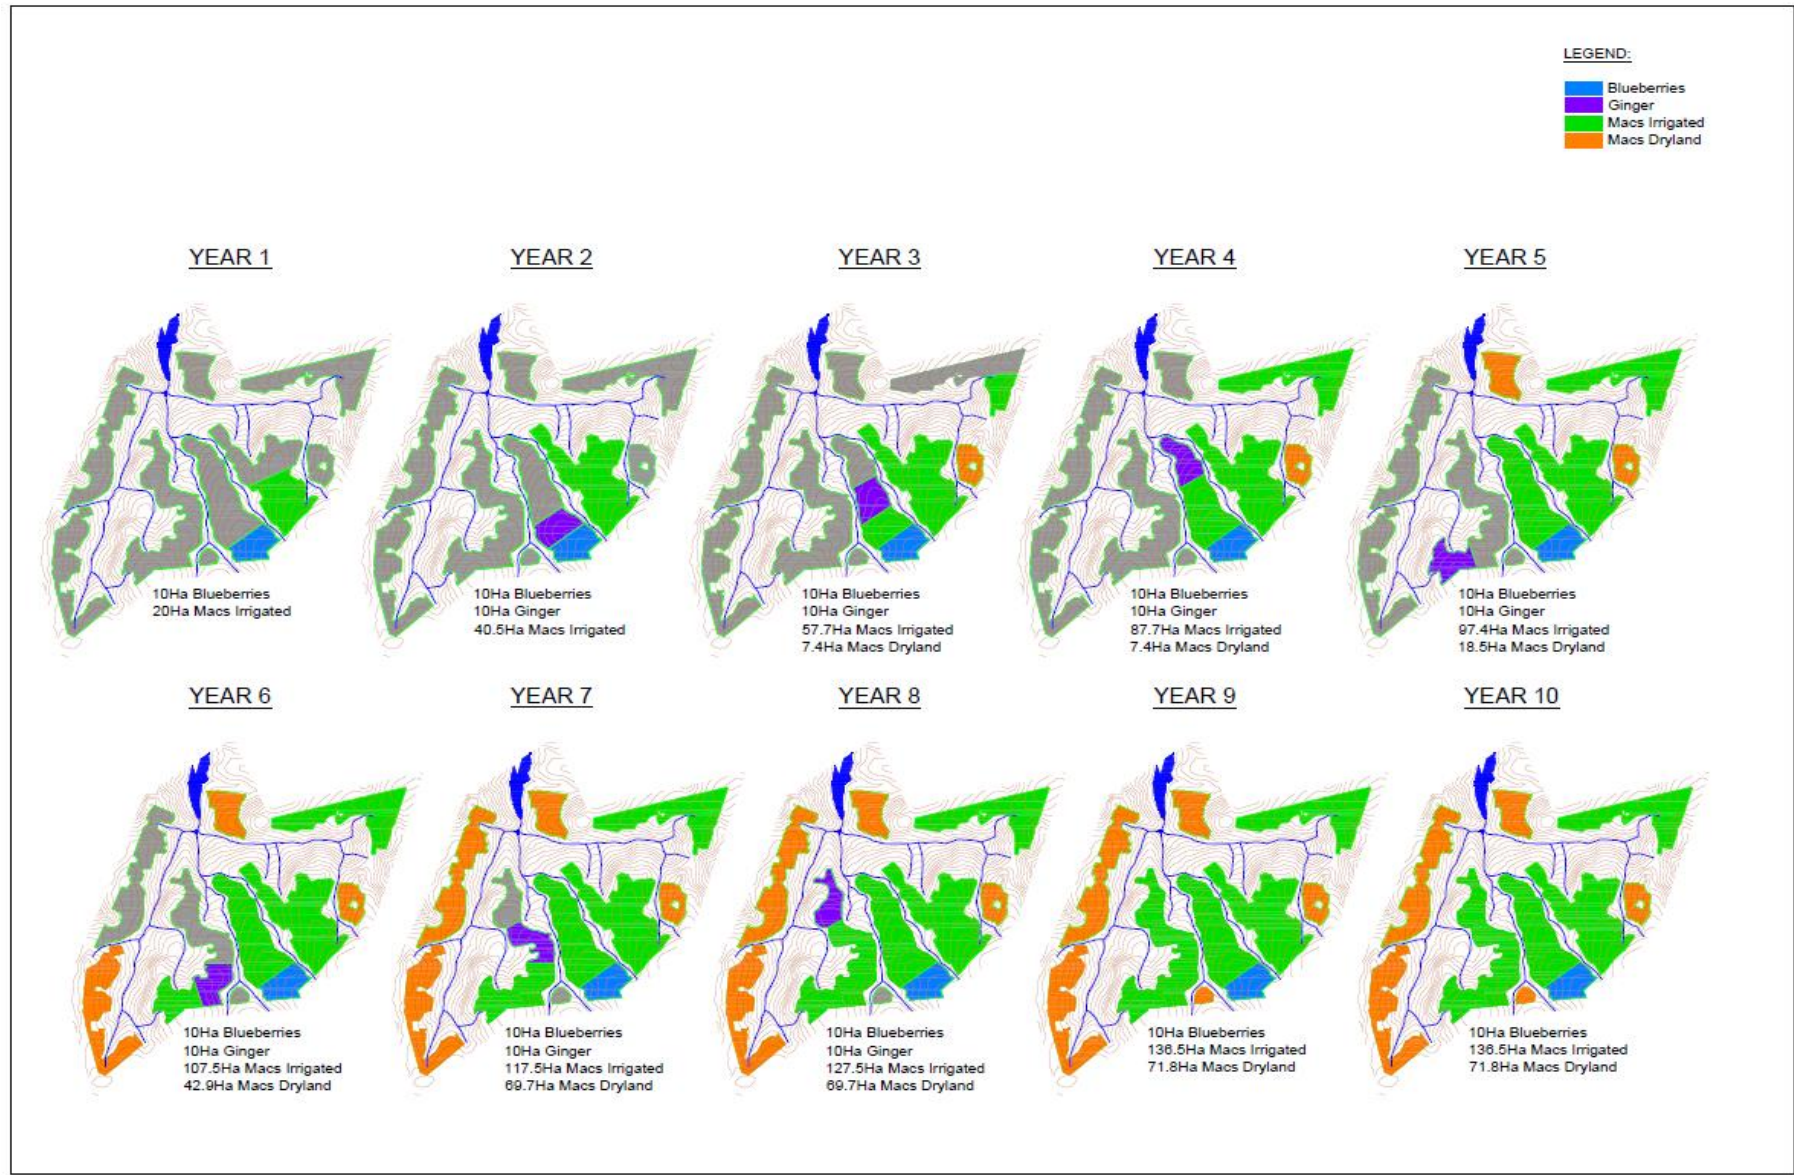 LEGEND:
Blueberries
Ginger
Macs Irrigated
Macs Dryland
YEAR 1
10Ha Blueberries
20Ha Macs Irrigated
YEAR 2
10Ha Blueberries
10Ha Ginger
40.5Ha Macs Irrigated
YEAR 3
10Ha Blueberries
10Ha Ginger
57.7Ha Macs Irrigated
7.4Ha Macs Dryland
YEAR 4
10Ha Blueberries
10Ha Ginger
87.7Ha Macs Irrigated
7.4Ha Macs Dryland
YEAR 5
10Ha Blueberries
10Ha Ginger
97.4Ha Macs Irrigated
18.5Ha Macs Dryland
YEAR 6
10Ha Blueberries
10Ha Ginger
107.5Ha Macs Irrigated
42.9Ha Macs Dryland
YEAR 7
10Ha Blueberries
10Ha Ginger
117.5Ha Macs Irrigated
69.7Ha Macs Dryland
YEAR 8
10Ha Blueberries
10Ha Ginger
127.5Ha Macs Irrigated
69.7Ha Macs Dryland
YEAR 9
10Ha Blueberries
136.5Ha Macs Irrigated
71.8Ha Macs Dryland
YEAR 10
10Ha Blueberries
136.5Ha Macs Irrigated
71.8Ha Macs Dryland